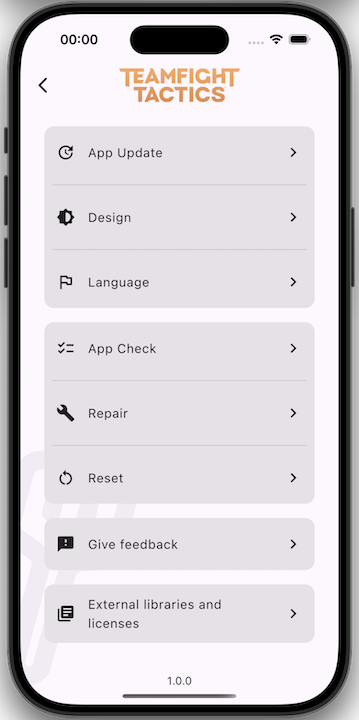 00:00
TEAMFIGHT
TACTICS
App Update
Design
Language
App Check
Repair
Reset
Give feedback
External libraries and
licenses
1.0.0